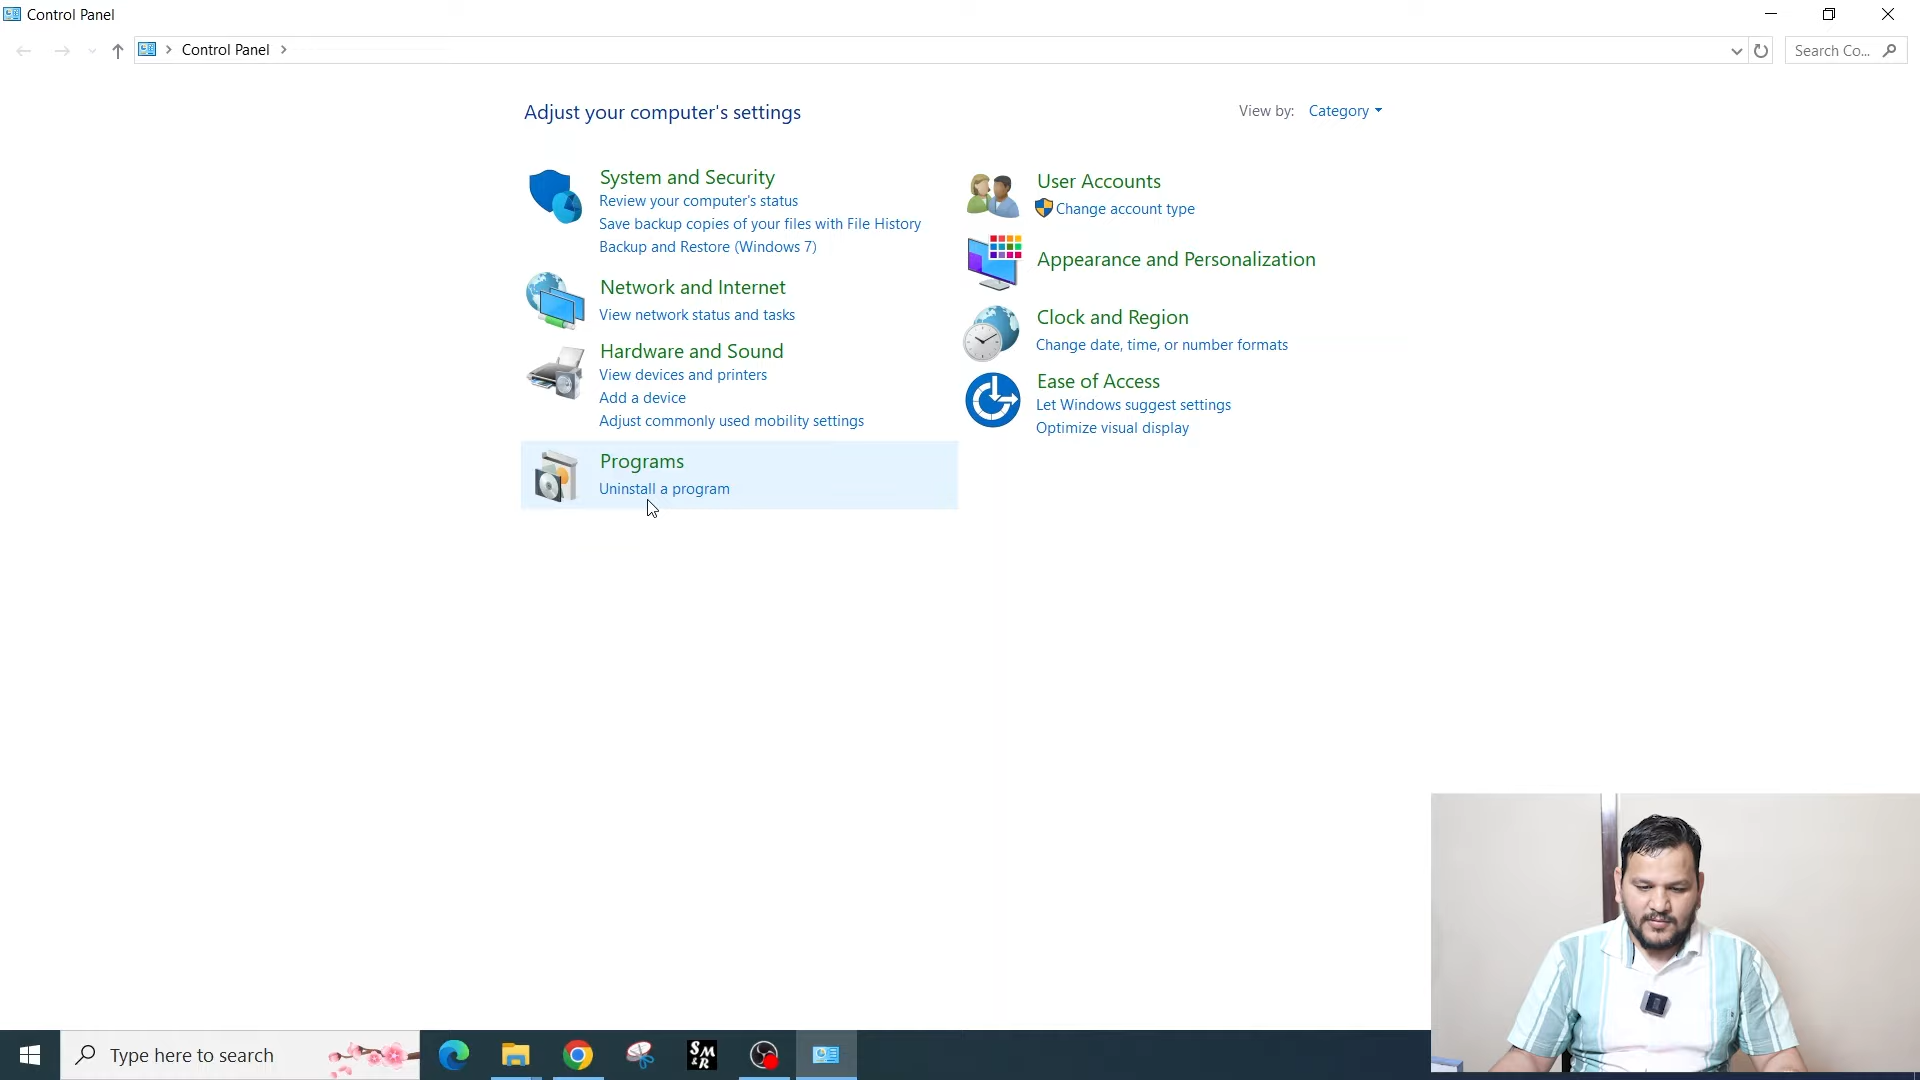 Control Panel
Control Panel
Search Co...
Adjust your computer's settings
View by: Category
System and Security
Review your computer's status
Save backup copies of your files with File History
Backup and Restore (Windows 7)
Network and Internet
View network status and tasks
Hardware and Sound
View devices and printers
Add a device
Adjust commonly used mobility settings
Programs
Uninstall a program
User Accounts
Change account type
Appearance and Personalization
Clock and Region
Change date, time, or number formats
Ease of Access
Let Windows suggest settings
Optimize visual display
Type here to search
SM
&R